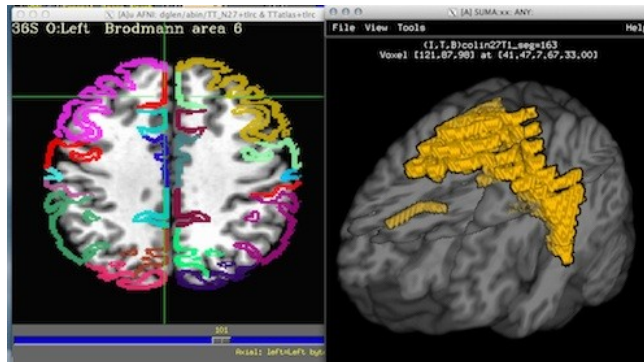 [A]u AFNI: dglen/abin/TT_N27+tlrc & TTatlas+tlrc
36S O:Left Brodmann area 6
101
Axial: left=Left
[A] SUMA:xx: ANY:
File View Tools Help
(I,T,B)colin27T1_seg=163
Voxel [121,87,98] at [41.47,7.67,33.00]